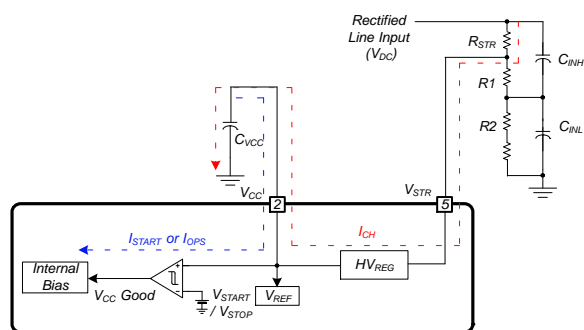 Rectified
Line Input
(VDC)
RSTR
R1
R2
CINH
CINL
CVCC
VCC
2
VSTR
5
ISTART or IOPS
ICH
Internal
Bias
VCC Good
+
-
VSTART
/ VSTOP
VREF
HVREG